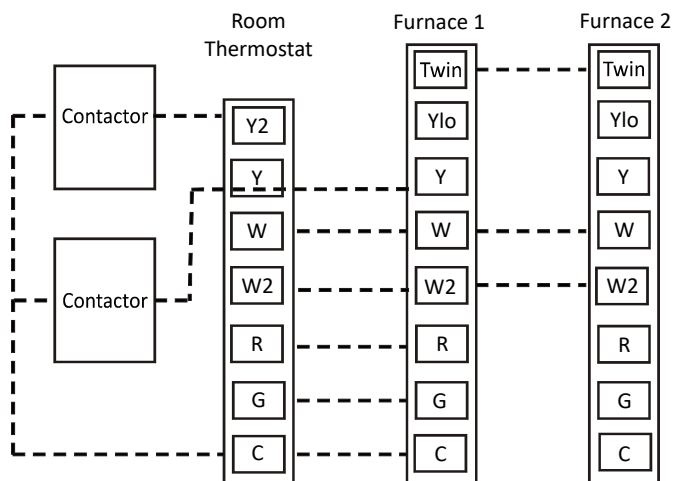 Room
Thermostat
Furnace 1
Furnace 2
Contactor
Contactor
Y2
Y
W
W2
R
G
C
Twin
Ylo
Y
W
W2
R
G
C
Twin
Ylo
Y
W
W2
R
G
C